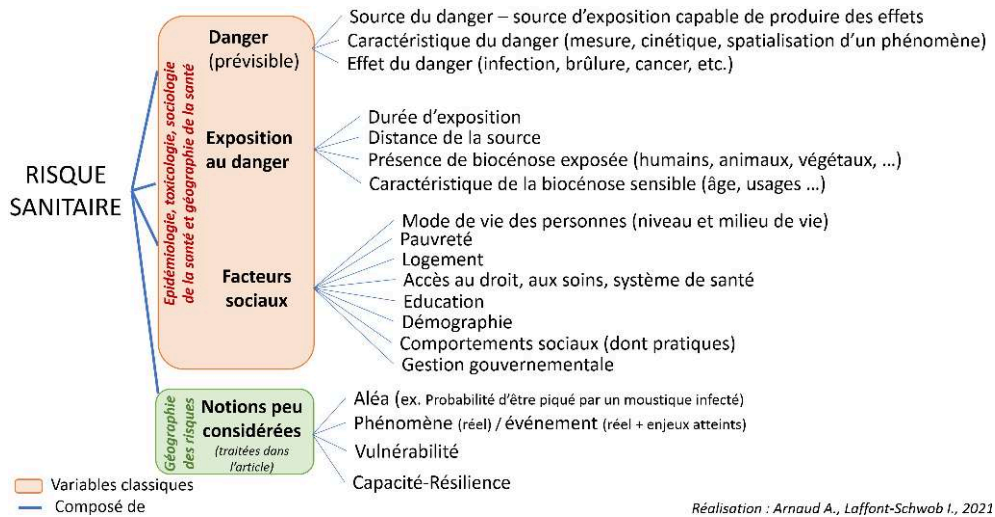 RISQUE
SANITAIRE
Epidémiologie, toxicologie, sociologie
de la santé et géographie de la santé
Danger
(prévisible)
Source du danger – source d'exposition capable de produire des effets
Caractéristique du danger (mesure, cinétique, spatialisation d'un phénomène)
Effet du danger (infection, brûlure, cancer, etc.)
Exposition
au danger
Durée d'exposition
Distance de la source
Présence de biocénose exposée (humains, animaux, végétaux, ...)
Caractéristique de la biocénose sensible (âge, usages ...)
Facteurs
sociaux
Mode de vie des personnes (niveau et milieu de vie)
Pauvreté
Logement
Accès au droit, aux soins, système de santé
Education
Démographie
Comportements sociaux (dont pratiques)
Gestion gouvernementale
Géographie
des risques
Notions peu
considérées
(traitées dans
l'article)
Aléa (ex. Probabilité d'être piqué par un moustique infecté)
Phénomène (réel) / événement (réel + enjeux atteints)
Vulnérabilité
Capacité-Résilience
Variables classiques
Composé de
Réalisation : Arnaud A., Laffont-Schwob I., 2021